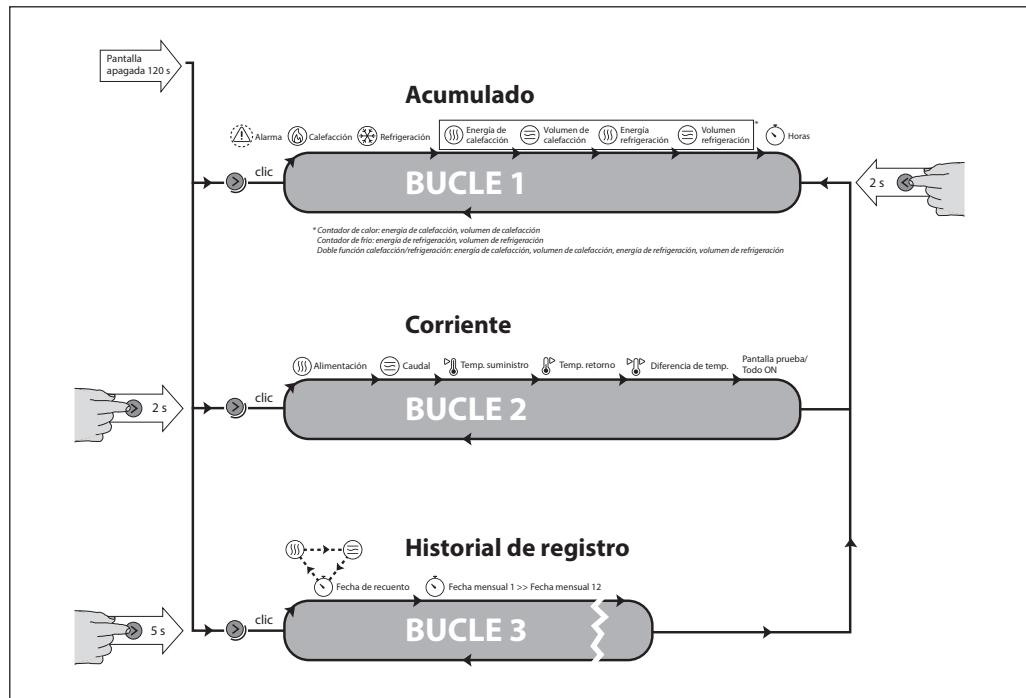 Pantalla
apagada 120 s
Acumulado
Alarma
Calefacción
Refrigeración
Energía de
calefacción
Volumen de
calefacción
Energía
refrigeración
Volumen
refrigeración
*
Horas
clic
BUCLE 1
2 s
* Contador de calor: energía de calefacción, volumen de calefacción
Contador de frío: energía de refrigeración, volumen de refrigeración
Doble función calefacción/refrigeración: energía de calefacción, volumen de calefacción, energía de refrigeración, volumen de refrigeración
Corriente
Alimentación
Caudal
Temp. suministro
Temp. retorno
Diferencia de temp.
Pantalla prueba/
Todo ON
2 s
clic
BUCLE 2
Historial de registro
Fecha de recuento
Fecha mensual 1 >> Fecha mensual 12
5 s
clic
BUCLE 3